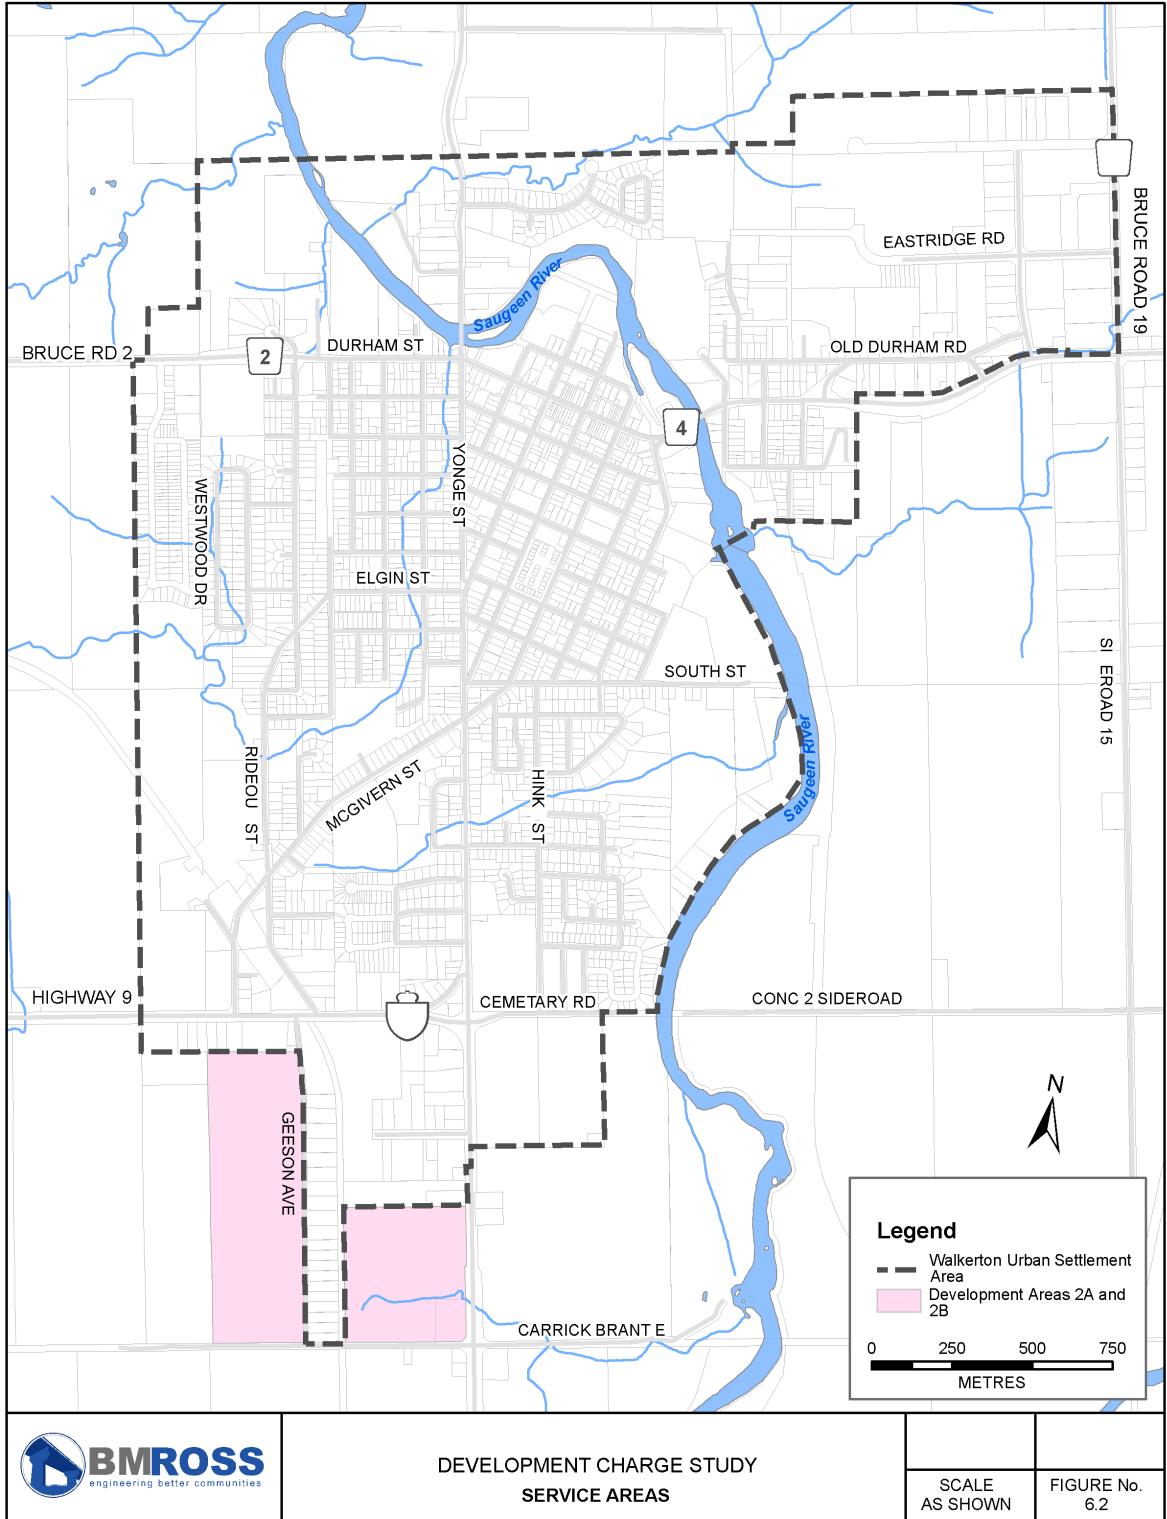 BRUCE ROAD 19
EASTRIDGE RD
Saugeen River
DURHAM ST
OLD DURHAM RD
BRUCE RD 2
2
4
YONGE ST
WESTWOOD DR
ELGIN ST
SOUTH ST
SI EROAD 15
RIDEOU ST
MCGIVERN ST
HINK ST
Saugeen River
HIGHWAY 9
CEMETARY RD
CONC 2 SIDEROAD
N
GEESON AVE
CARRICK BRANT E
Legend
Walkerton Urban Settlement
Area
Development Areas 2A and
2B
0 250 500 750
METRES
BMROSS
engineering better communities
DEVELOPMENT CHARGE STUDY
SERVICE AREAS
SCALE
AS SHOWN
FIGURE No.
6.2